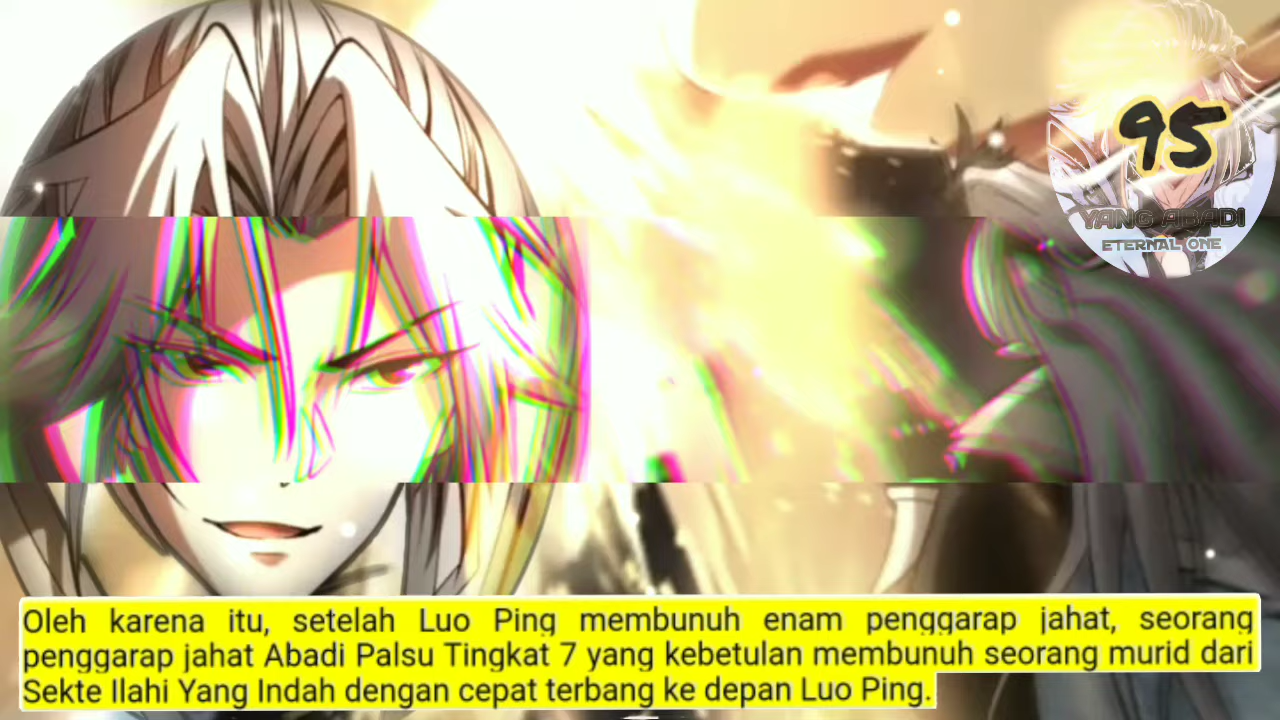 95
YANG ABADI
ETERNAL ONE
Oleh karena itu, setelah Luo Ping membunuh enam penggarap jahat, seorang
penggarap jahat Abadi Palsu Tingkat 7 yang kebetulan membunuh seorang murid dari
Sekte Ilahi Yang Indah dengan cepat terbang ke depan Luo Ping.